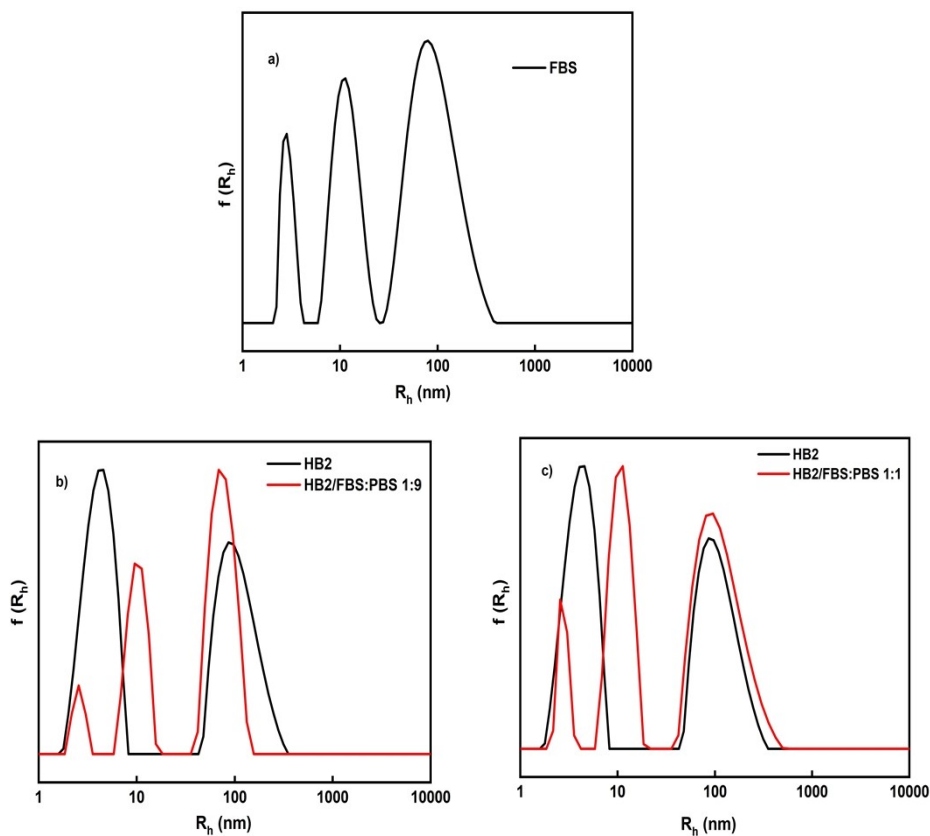 a)
FBS
f (Rh)
1 10 100 1000 10000
Rh (nm)
b)
HB2
HB2/FBS:PBS 1:9
f (Rh)
1 10 100 1000 10000
Rh (nm)
c)
HB2
HB2/FBS:PBS 1:1
f (Rh)
1 10 100 1000 10000
Rh (nm)